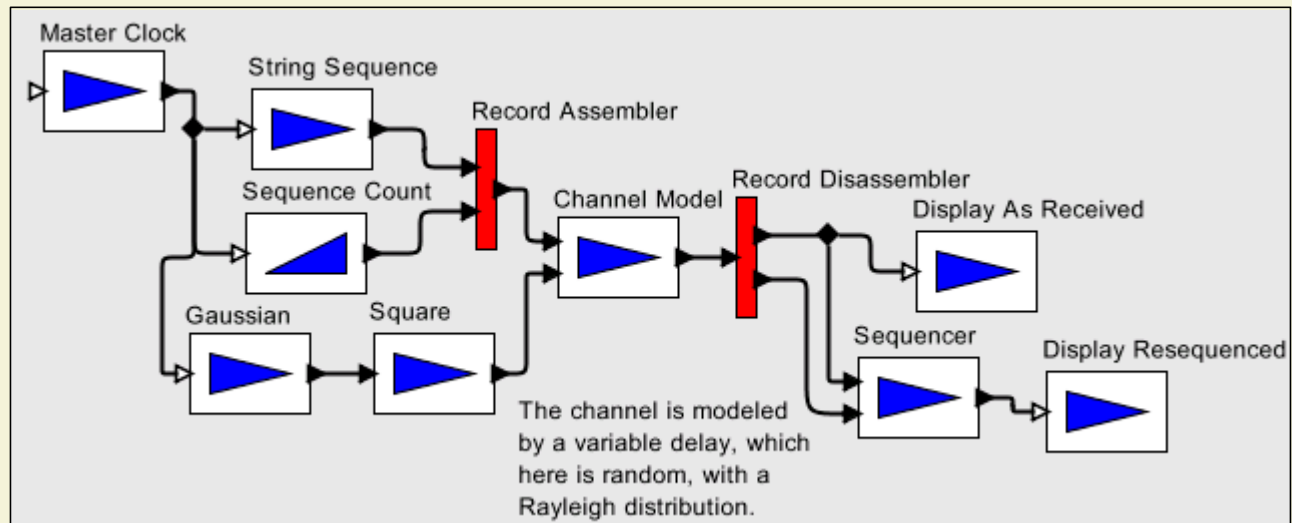 Master Clock
String Sequence
Record Assembler
Sequence Count
Channel Model
Record Disassembler
Display As Received
Gaussian
Square
Sequencer
Display Resequenced
The channel is modeled
by a variable delay, which
here is random, with a
Rayleigh distribution.